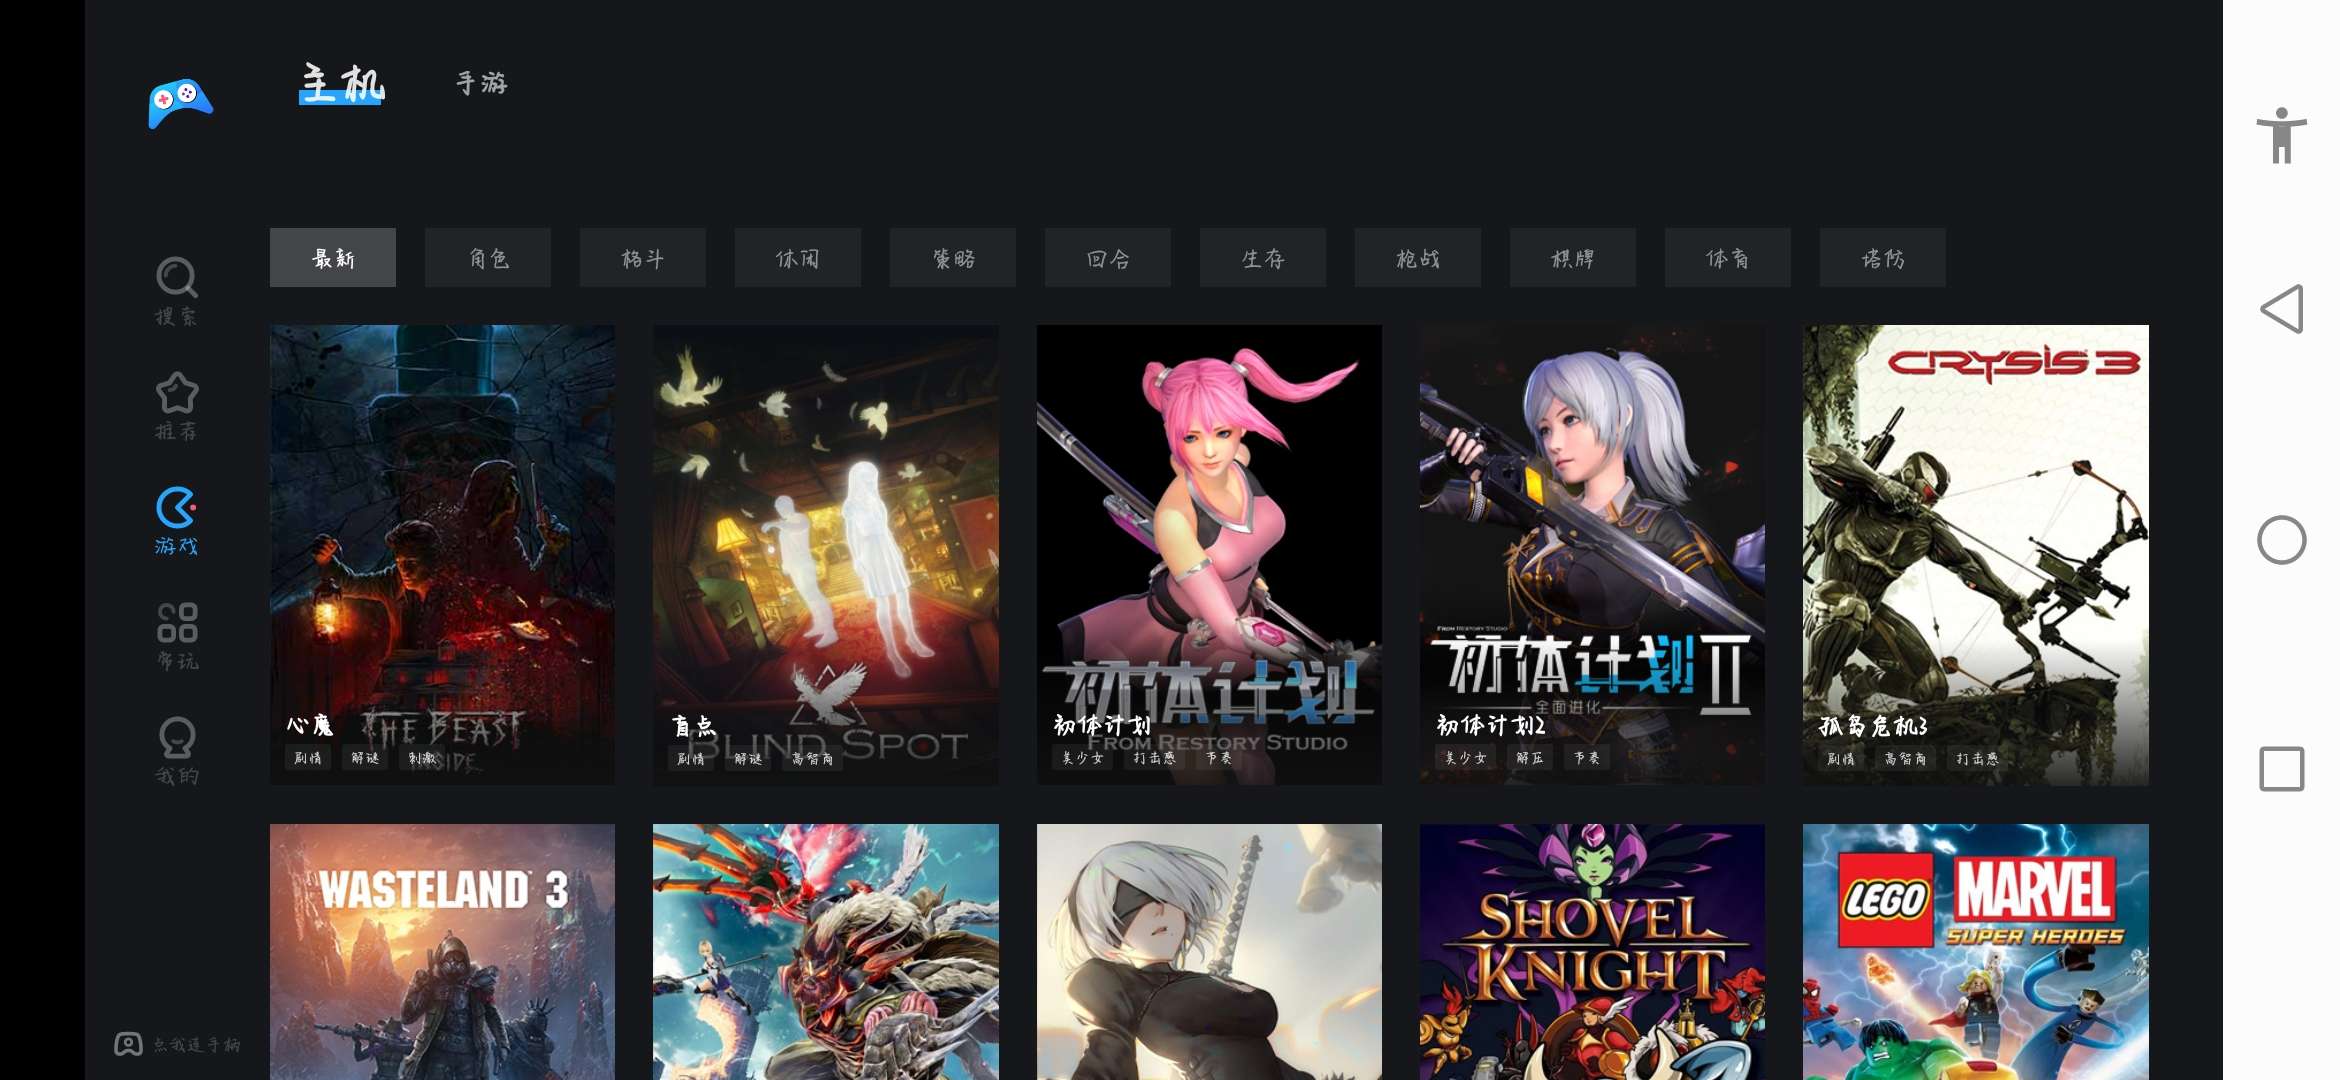 主机
手游
最新
角色
格斗
休闲
策略
回合
生存
枪战
棋牌
体育
塔防
搜索
推荐
游戏
常玩
我的
点我连手柄
THE BEAST
INSIDE
心魔
剧情 解谜 刺激
BLIND SPOT
盲点
剧情 解谜 高智商
初体计划
FROM RESTORY STUDIO
初体计划
美少女 打击感 节奏
FROM RESTORY STUDIO
初体计划II
全面进化
初体计划2
美少女 解压 节奏
CRYSIS 3
孤岛危机3
剧情 高智商 打击感
WASTELAND 3
SHOVEL
KNIGHT
LEGO MARVEL
SUPER HEROES